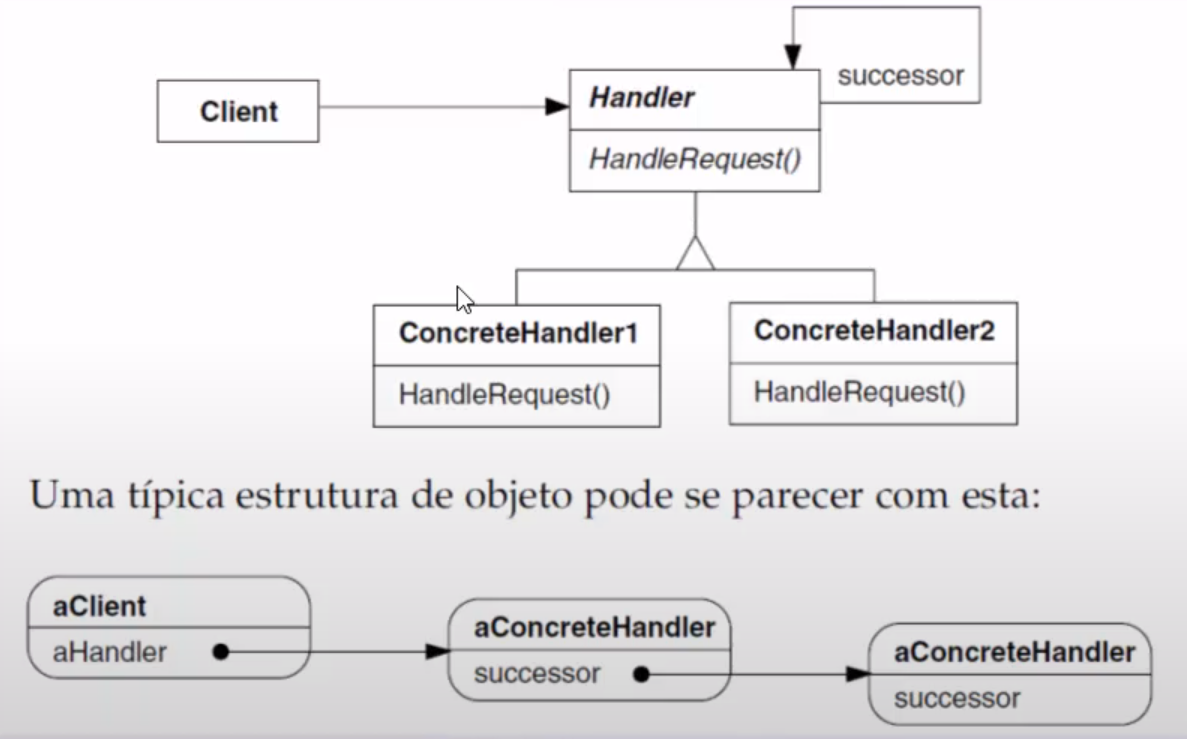 successor
Client
Handler
HandleRequest()
ConcreteHandler1
HandleRequest()
ConcreteHandler2
HandleRequest()
Uma típica estrutura de objeto pode se parecer com esta:
aClient
aHandler
aConcreteHandler
successor
aConcreteHandler
successor